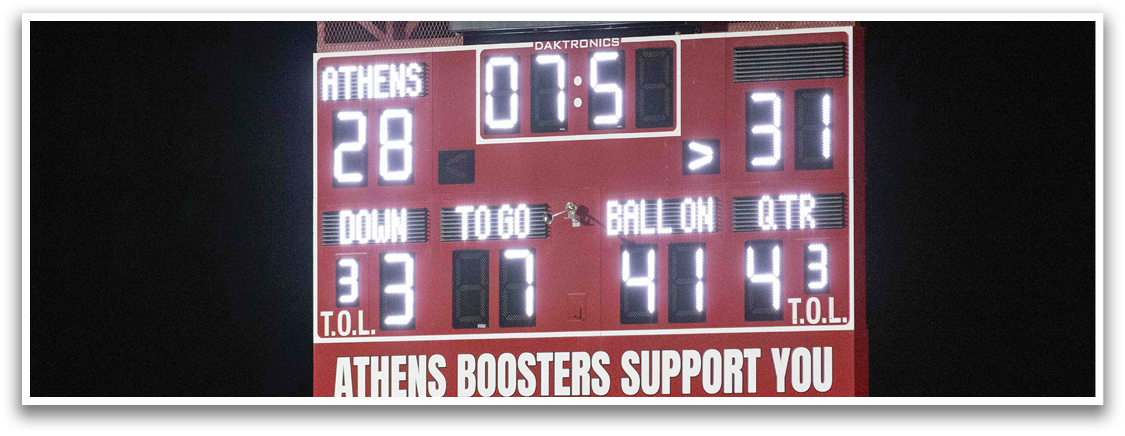 DAKTRONICS
ATHENS 07:5
28 > 31
DOWN TO GO BALL ON QTR
3 3 7 41 4 3
T.O.L. T.O.L.
ATHENS BOOSTERS SUPPORT YOU